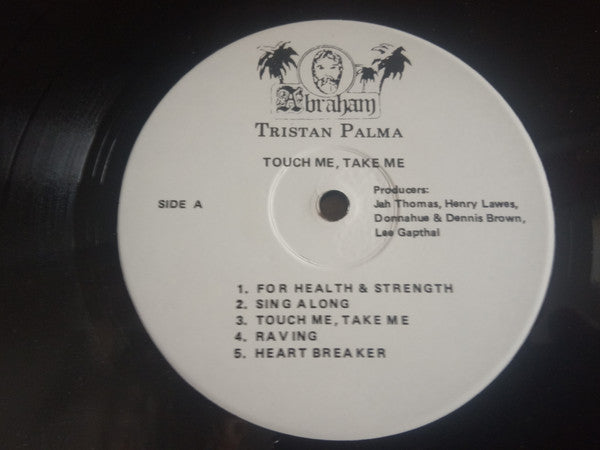 Abraham
TRISTAN PALMA
TOUCH ME, TAKE ME
Producers:
SIDE A
Jah Thomas, Henry Lawes,
Donnahue & Dennis Brown,
Lee Gapthal
1. FOR HEALTH & STRENGTH
2. SING ALONG
3. TOUCH ME, TAKE ME
4. RAVING
5. HEART BREAKER